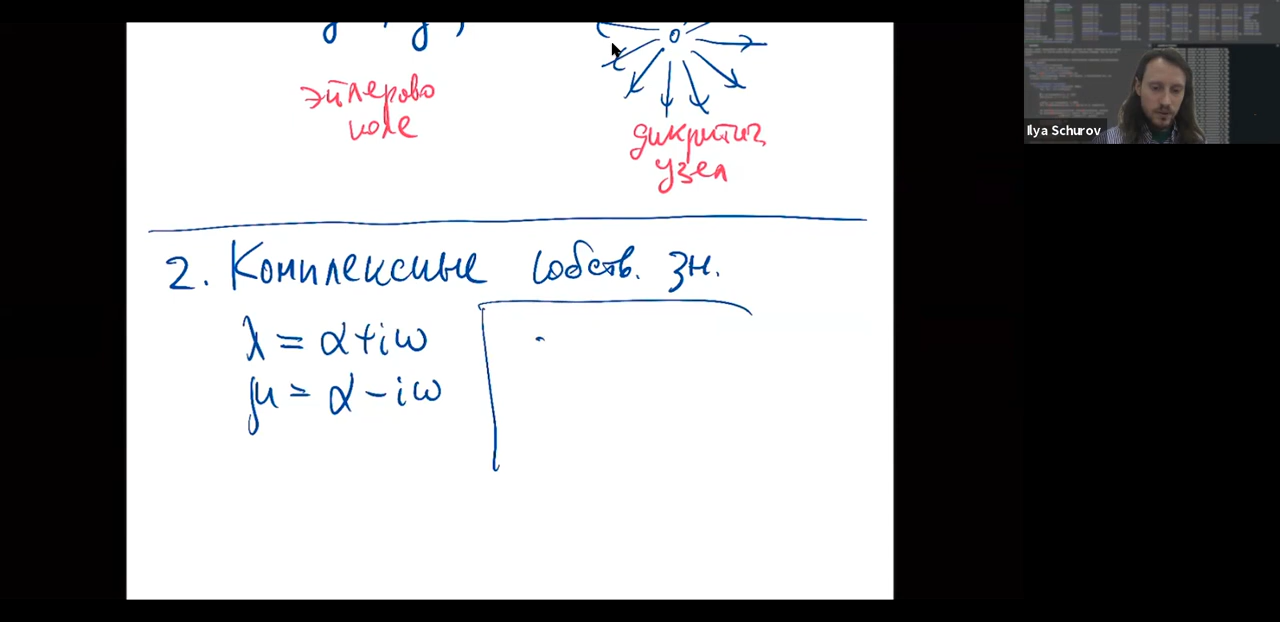 эйлерово
поле
дикритич
узел
2. Комплексные собств. зн.
λ = α + iω
μ = α - iω
Ilya Schurov